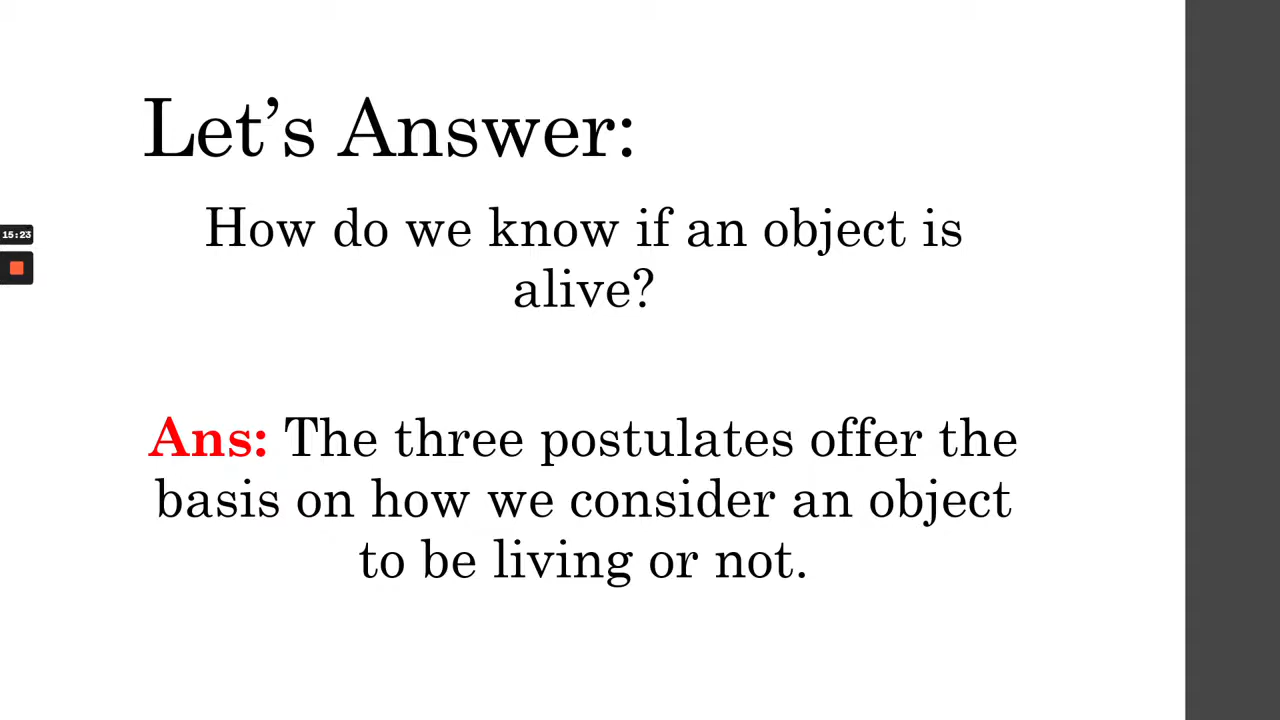 Let’s Answer:
How do we know if an object is
alive?
15:23
Ans: The three postulates offer the
basis on how we consider an object
to be living or not.